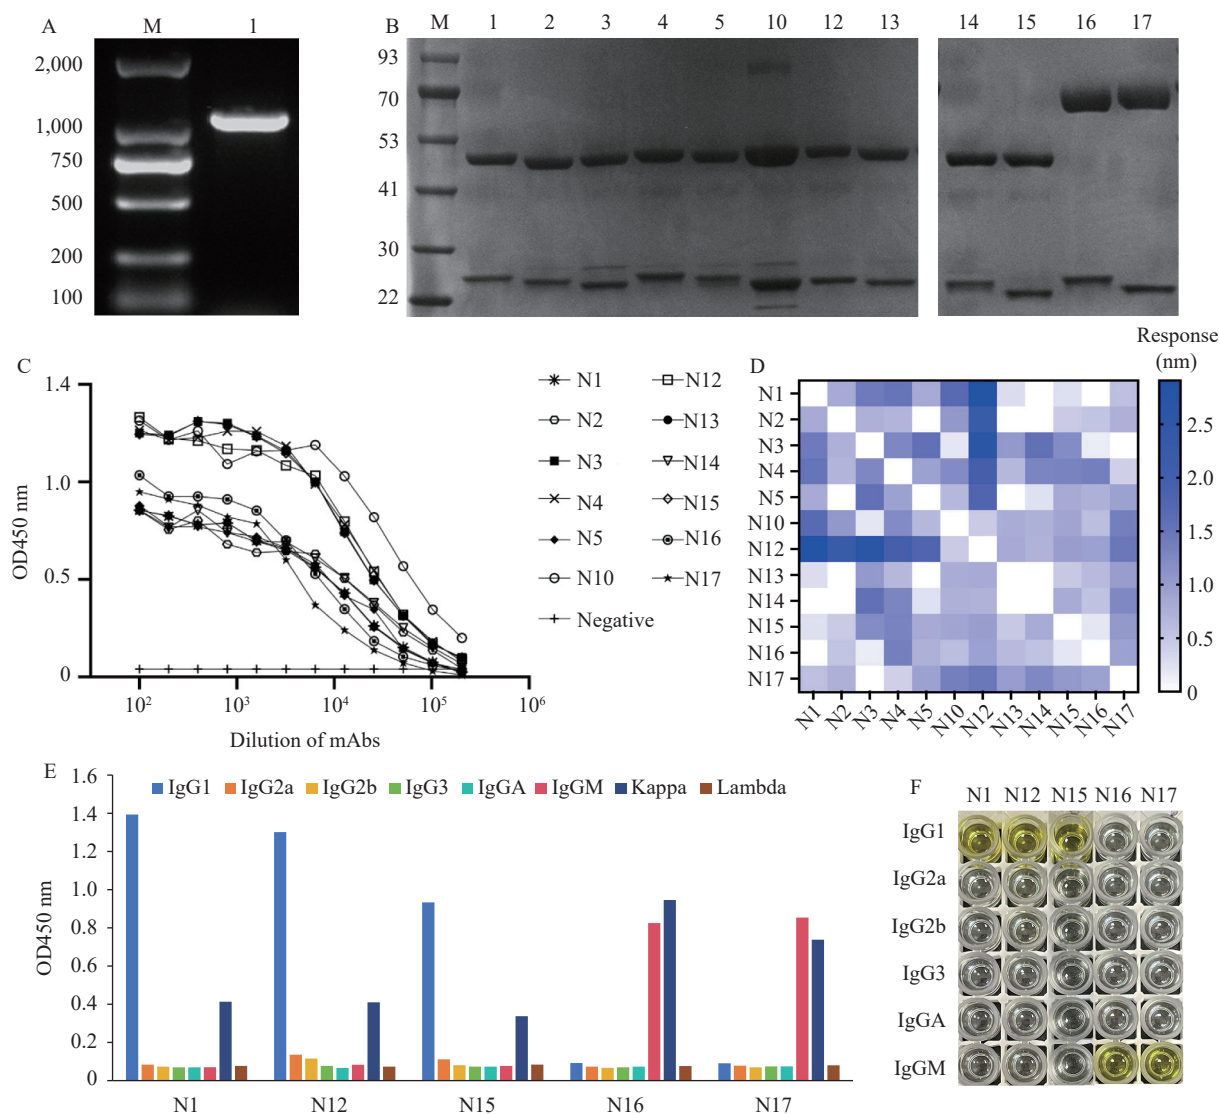 A
M 1
2,000
1,000
750
500
200
100
B
M 1 2 3 4 5 10 12 13 14 15 16 17
93
70
53
41
30
22
C
1.4
1.0
0.5
0
OD450 nm
10² 10³ 10⁴ 10⁵ 10⁶
Dilution of mAbs
N1 N12
N2 N13
N3 N14
N4 N15
N5 N16
N10 N17
Negative
D
Response
(nm)
N1
N2
N3
N4
N5
N10
N12
N13
N14
N15
N16
N17
N1 N2 N3 N4 N5 N10 N12 N13 N14 N15 N16 N17
2.5
2.0
1.5
1.0
0.5
0
E
IgG1 IgG2a IgG2b IgG3 IgGA IgGM Kappa Lambda
1.6
1.4
1.2
1.0
0.8
0.6
0.4
0.2
0
OD450 nm
N1 N12 N15 N16 N17
F
N1 N12 N15 N16 N17
IgG1
IgG2a
IgG2b
IgG3
IgGA
IgGM